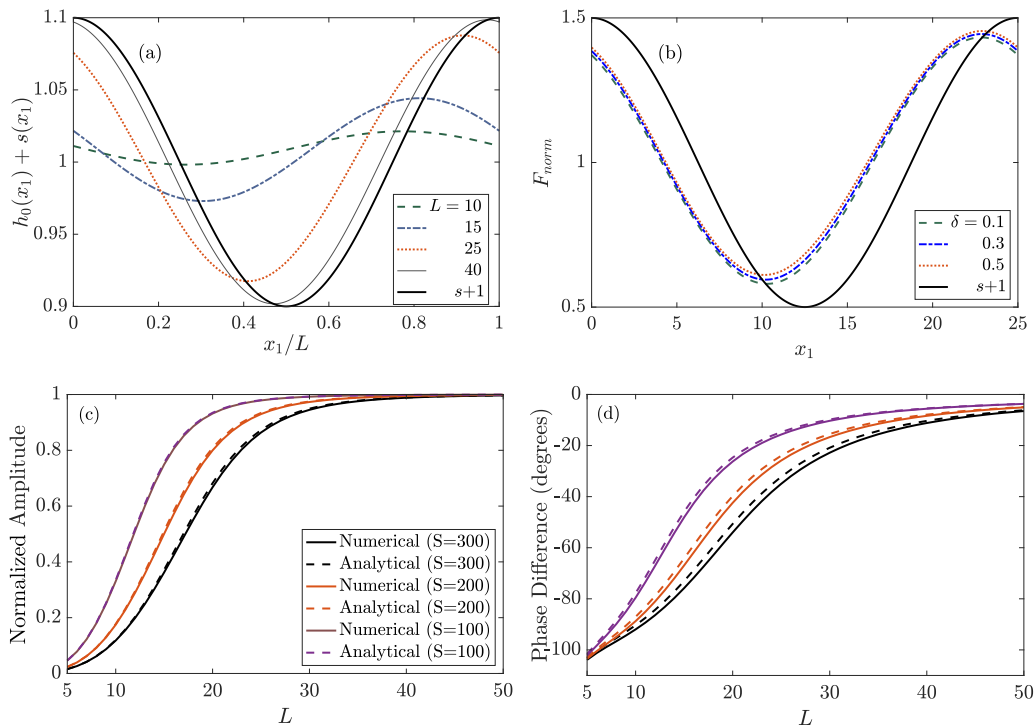 (a)
1.1
1.05
1
0.95
0.9
h₀(x₁) + s(x₁)
L = 10
15
25
40
s+1
0 0.2 0.4 0.6 0.8 1
x₁/L
(b)
1.5
1
0.5
F_norm
δ = 0.1
0.3
0.5
s+1
0 5 10 15 20 25
x₁
(c)
1
0.8
0.6
0.4
0.2
0
Normalized Amplitude
Numerical (S=300)
Analytical (S=300)
Numerical (S=200)
Analytical (S=200)
Numerical (S=100)
Analytical (S=100)
5 10 20 30 40 50
L
(d)
0
-20
-40
-60
-80
-100
Phase Difference (degrees)
5 10 20 30 40 50
L